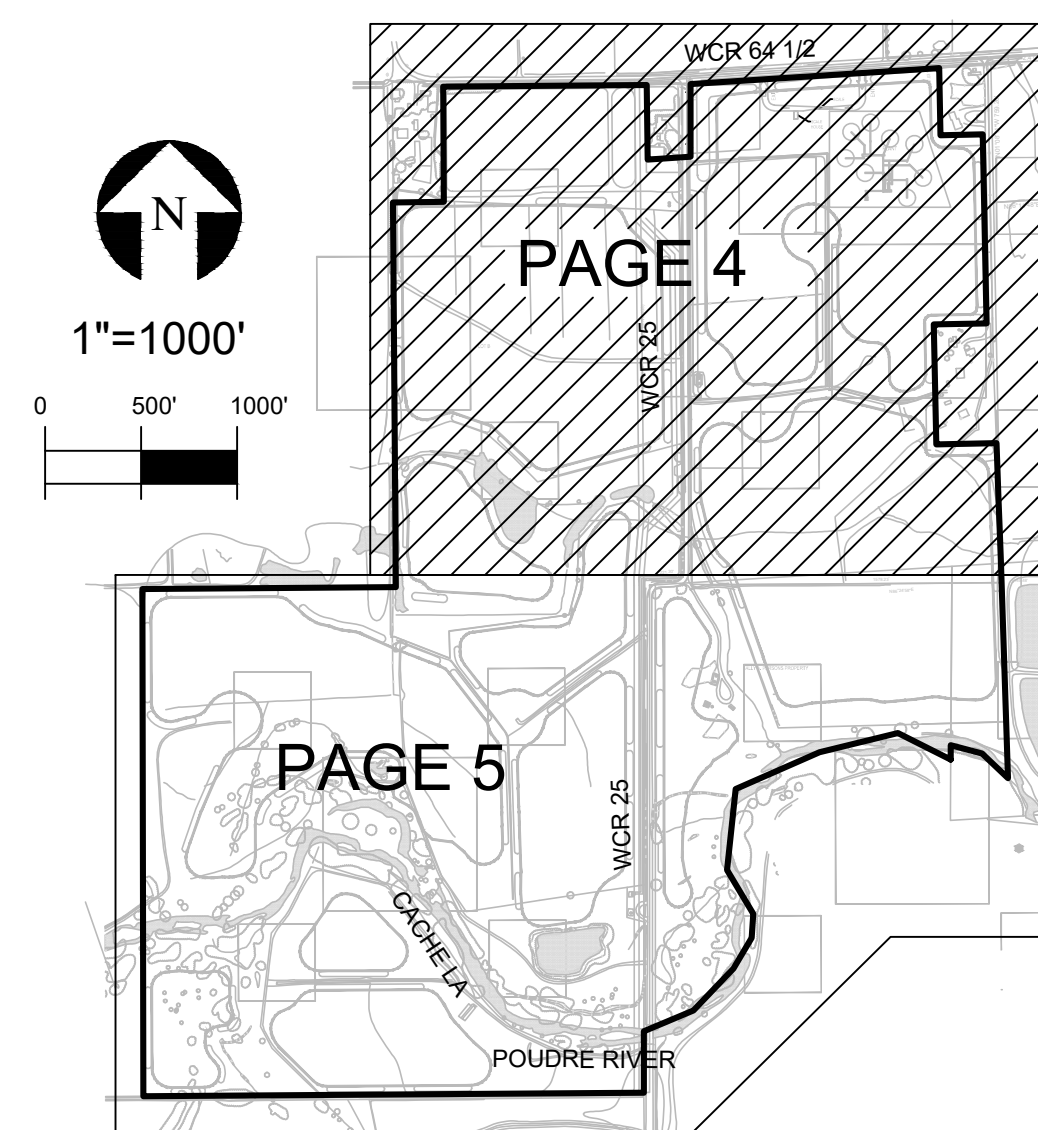 WCR 64 1/2
N
PAGE 4
1"=1000'
WCR 25
0 500' 1000'
PAGE 5
WCR 25
CACHE LA
POUDRE RIVER